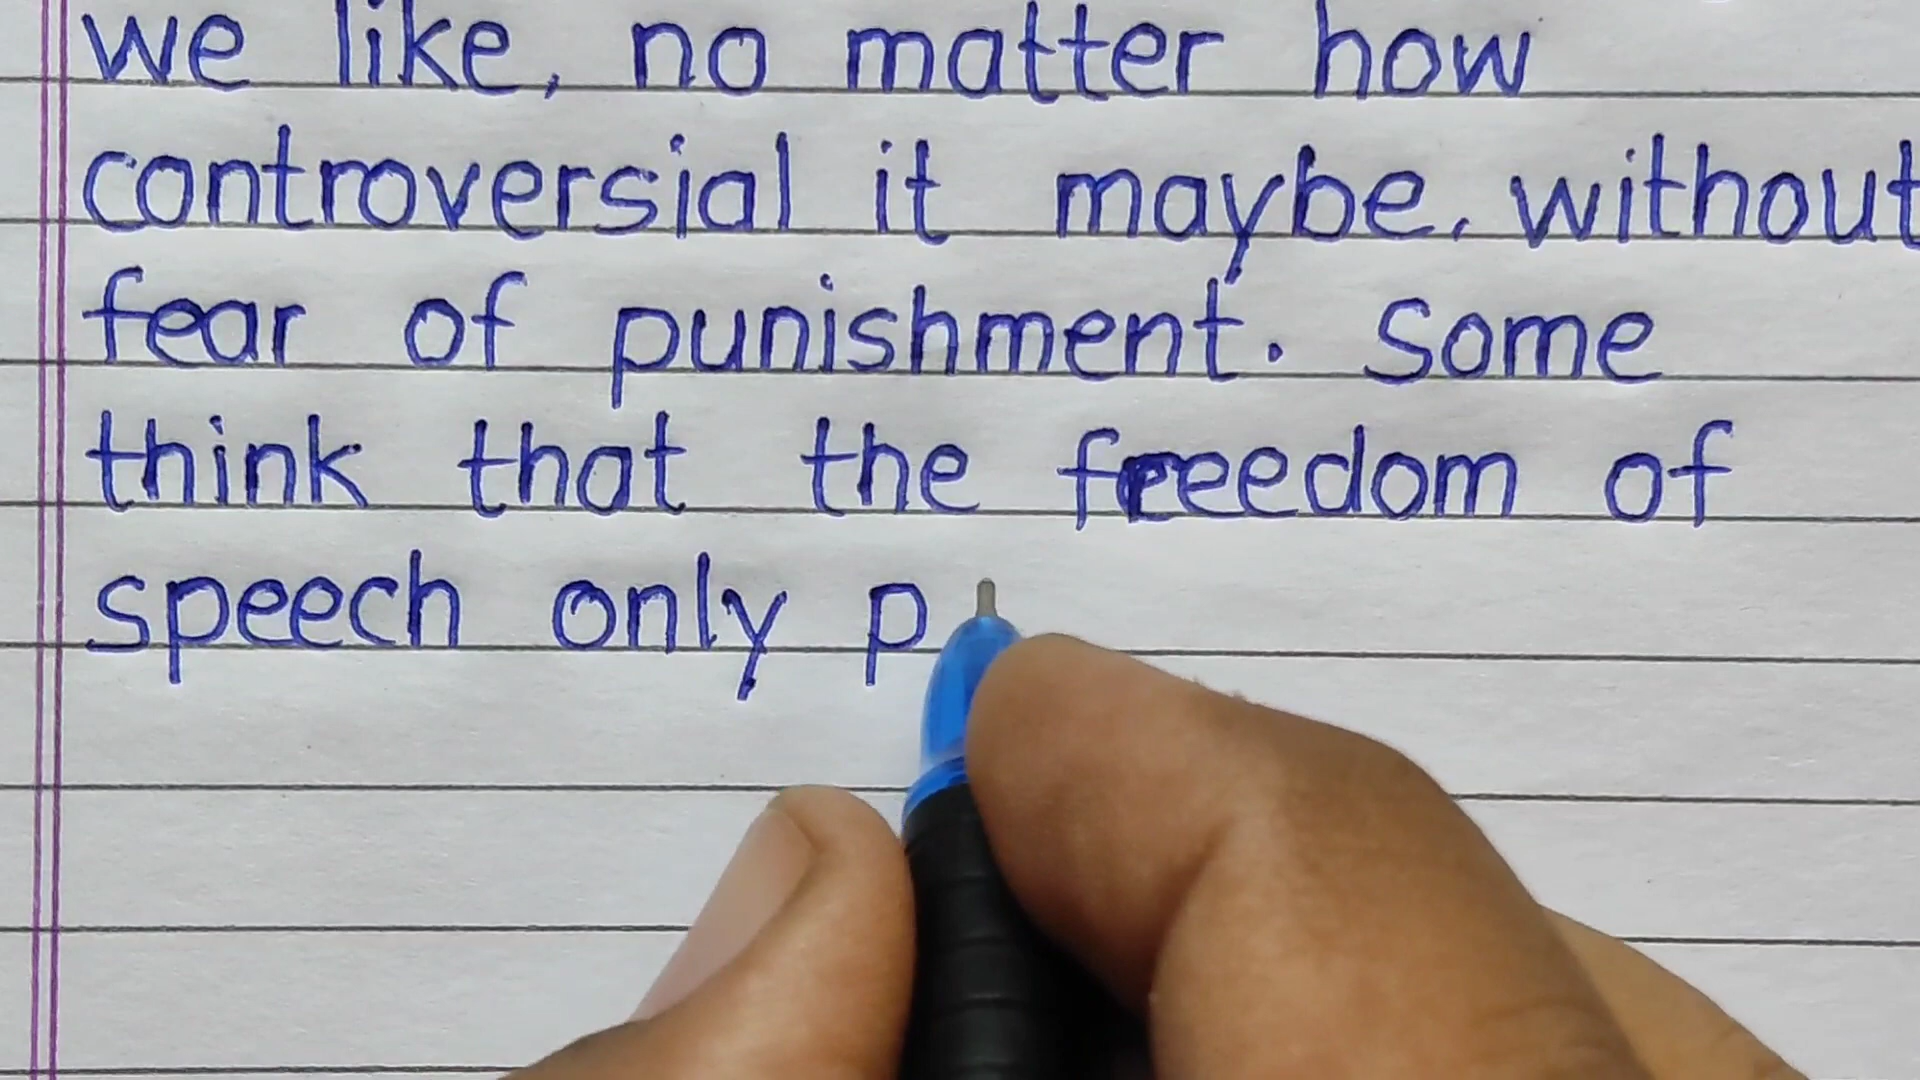 we like, no matter how
controversial it maybe, without
fear of punishment. Some
think that the freedom of
speech only p